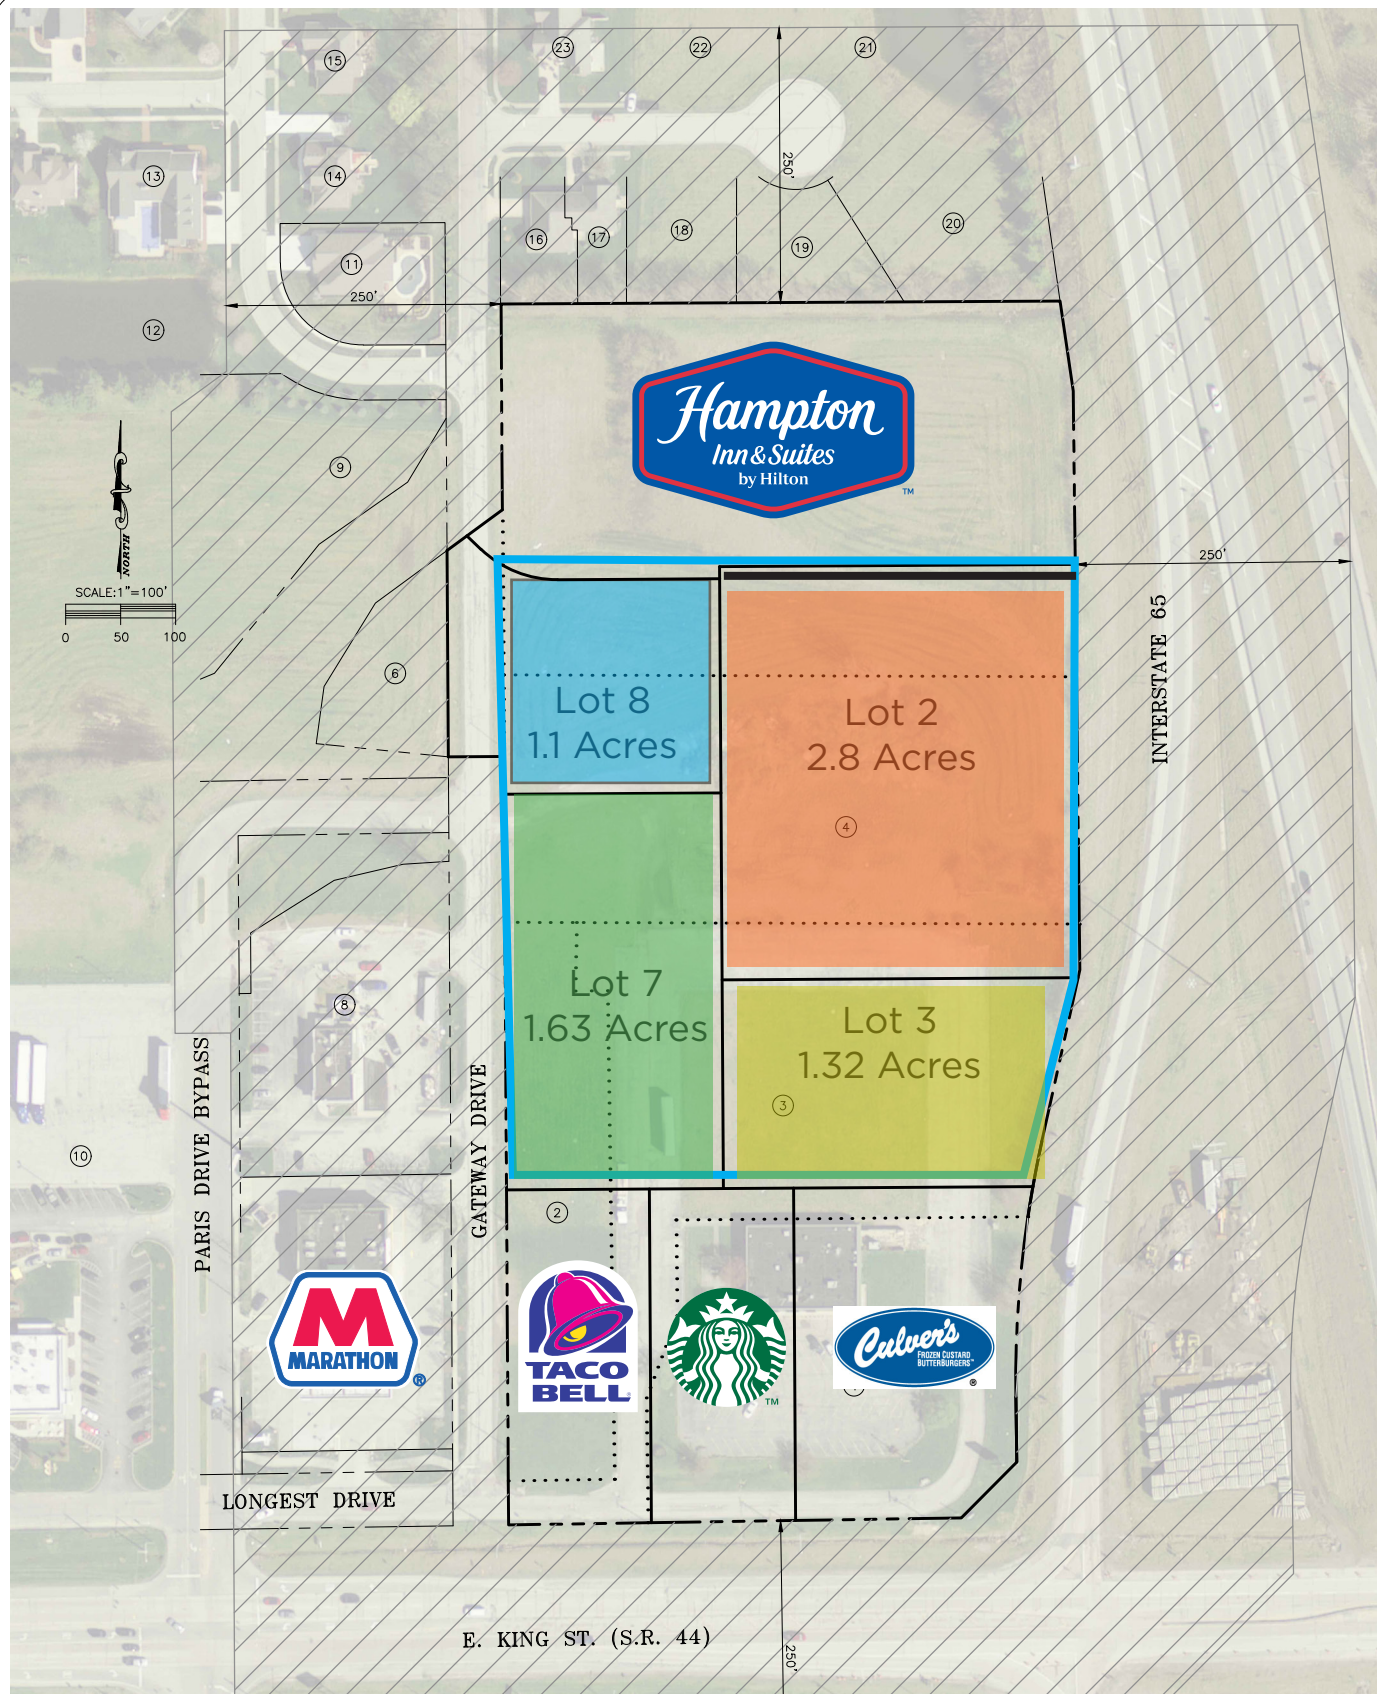 15
23
22
21
250'
13
14
16
17
18
19
20
11
250'
12
Hampton
Inn & Suites
by Hilton
™
9
NORTH
SCALE: 1"=100'
0 50 100
250'
6
INTERSTATE 65
Lot 8
1.1 Acres
Lot 2
2.8 Acres
4
8
Lot 7
1.63 Acres
Lot 3
1.32 Acres
3
PARIS DRIVE BYPASS
GATEWAY DRIVE
10
2
M
MARATHON
®
TACO
BELL
™
Culver's
FROZEN CUSTARD
BUTTERBURGERS™
®
LONGEST DRIVE
E. KING ST. (S.R. 44)
250'